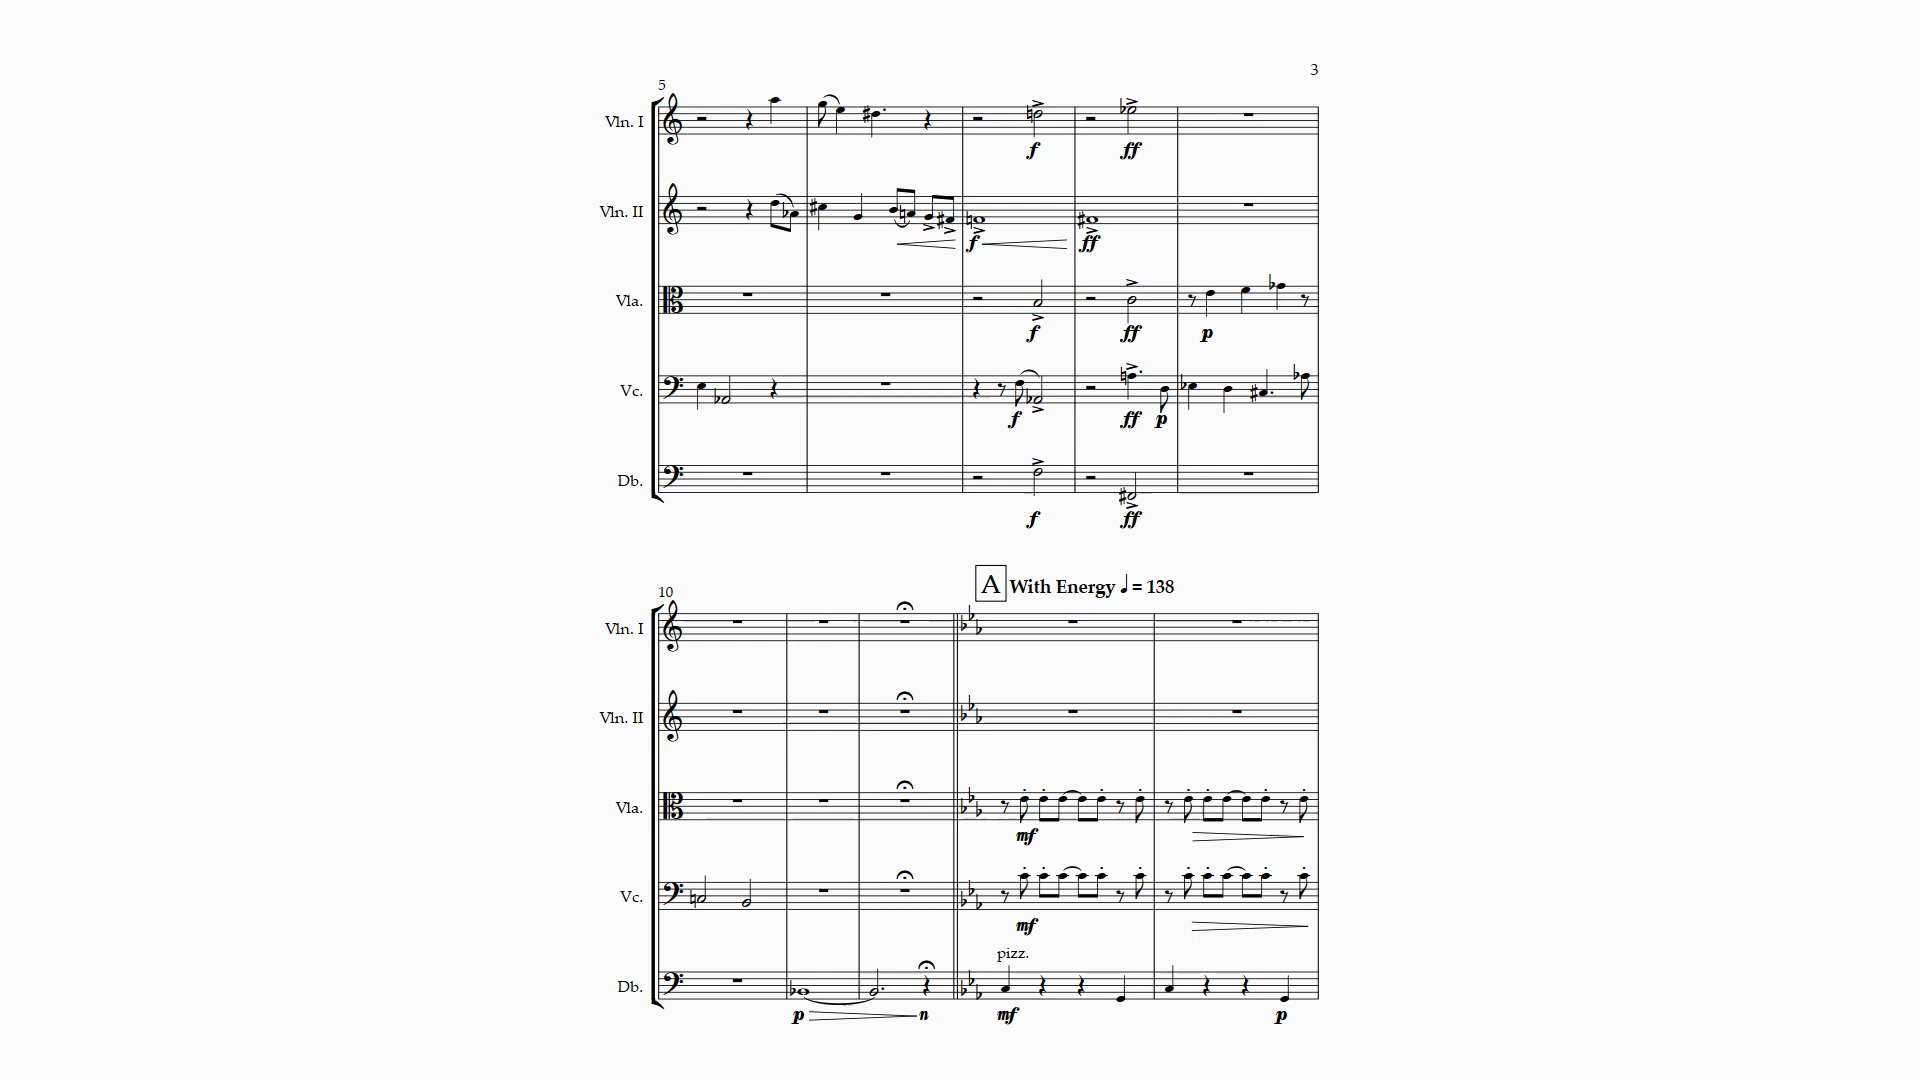 3
5
Vln. I
f ff
Vln. II
f ff
Vla.
f ff p
Vc.
f ff p
Db.
f ff
A With Energy ♩= 138
10
Vln. I
Vln. II
Vla.
mf
Vc.
mf
pizz.
Db.
p n mf p